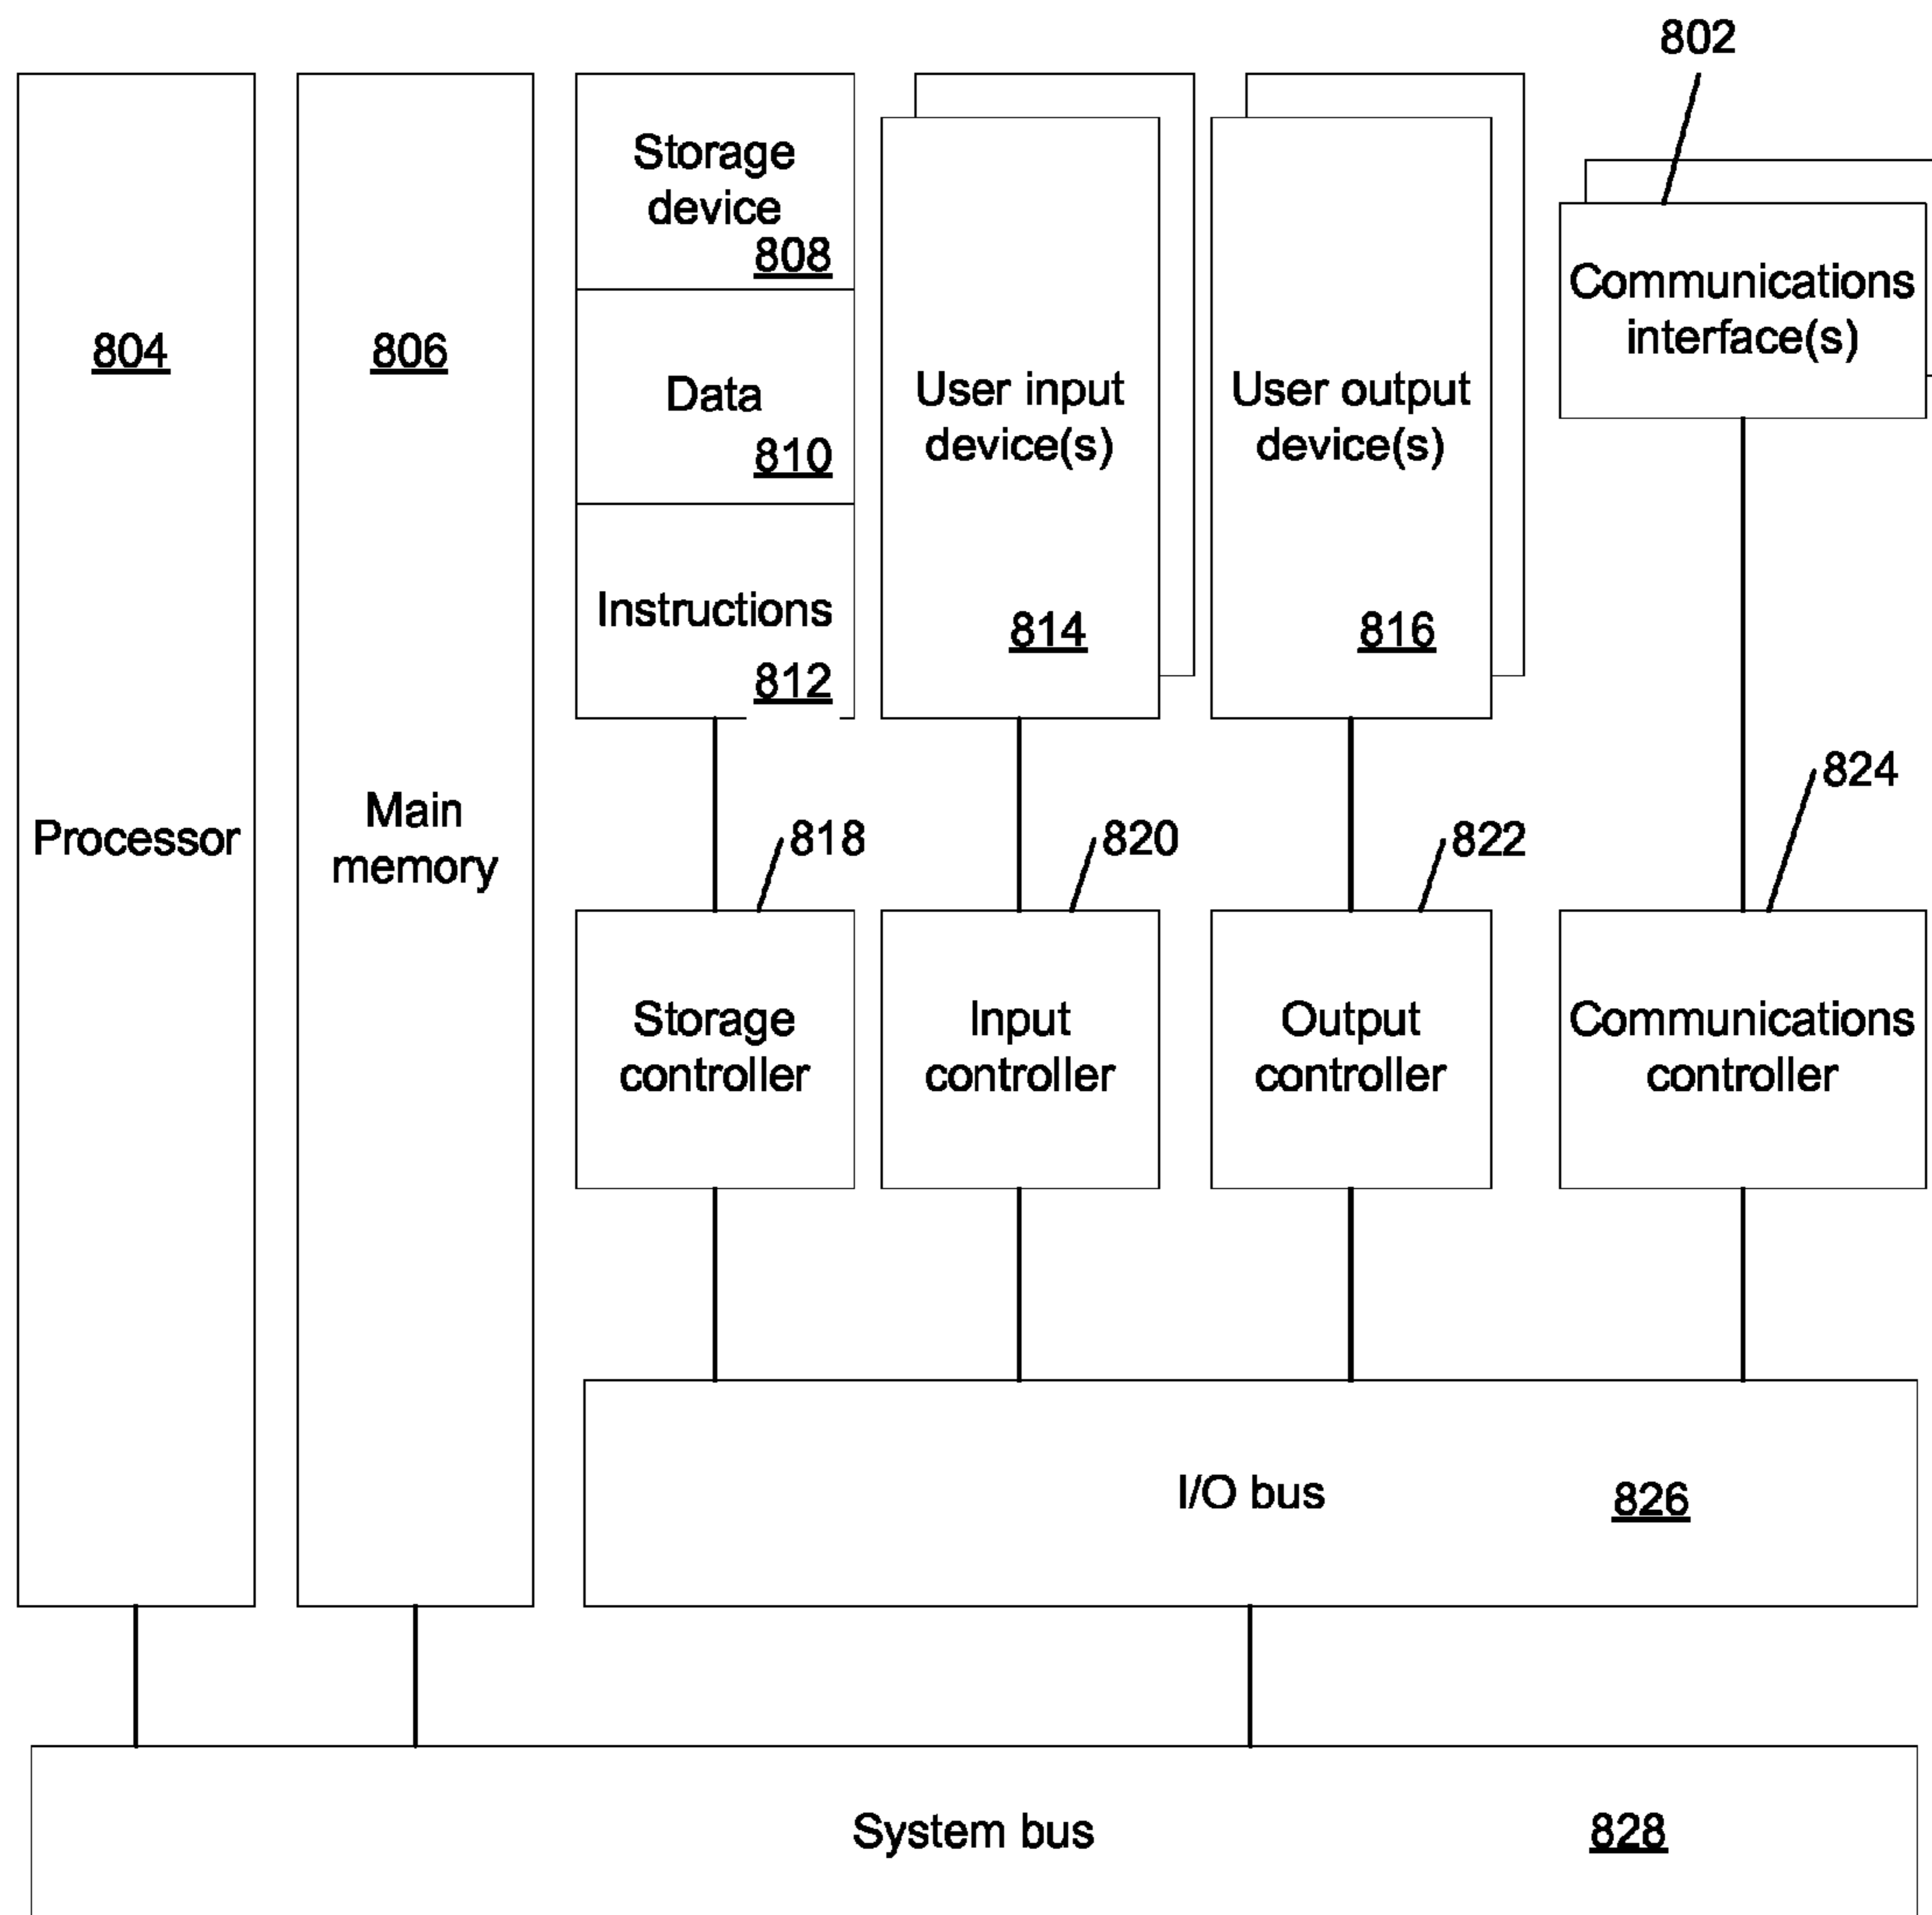 802
804
Processor
806
Main
memory
Storage
device
808
Data
810
Instructions
812
User input
device(s)
814
User output
device(s)
816
Communications
interface(s)
818
820
822
824
Storage
controller
Input
controller
Output
controller
Communications
controller
I/O bus
826
System bus
828